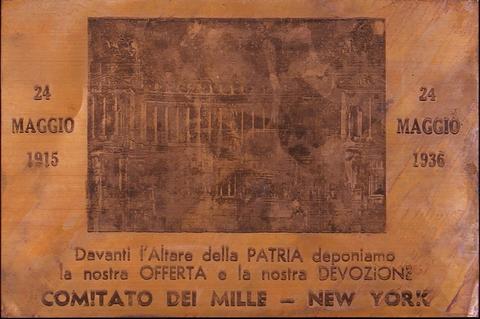 24
MAGGIO
1915
24
MAGGIO
1936
Davanti l'Altare della PATRIA deponiamo
la nostra OFFERTA e la nostra DEVOZiONE
COMITATO DEI MILLE – NEW YORK